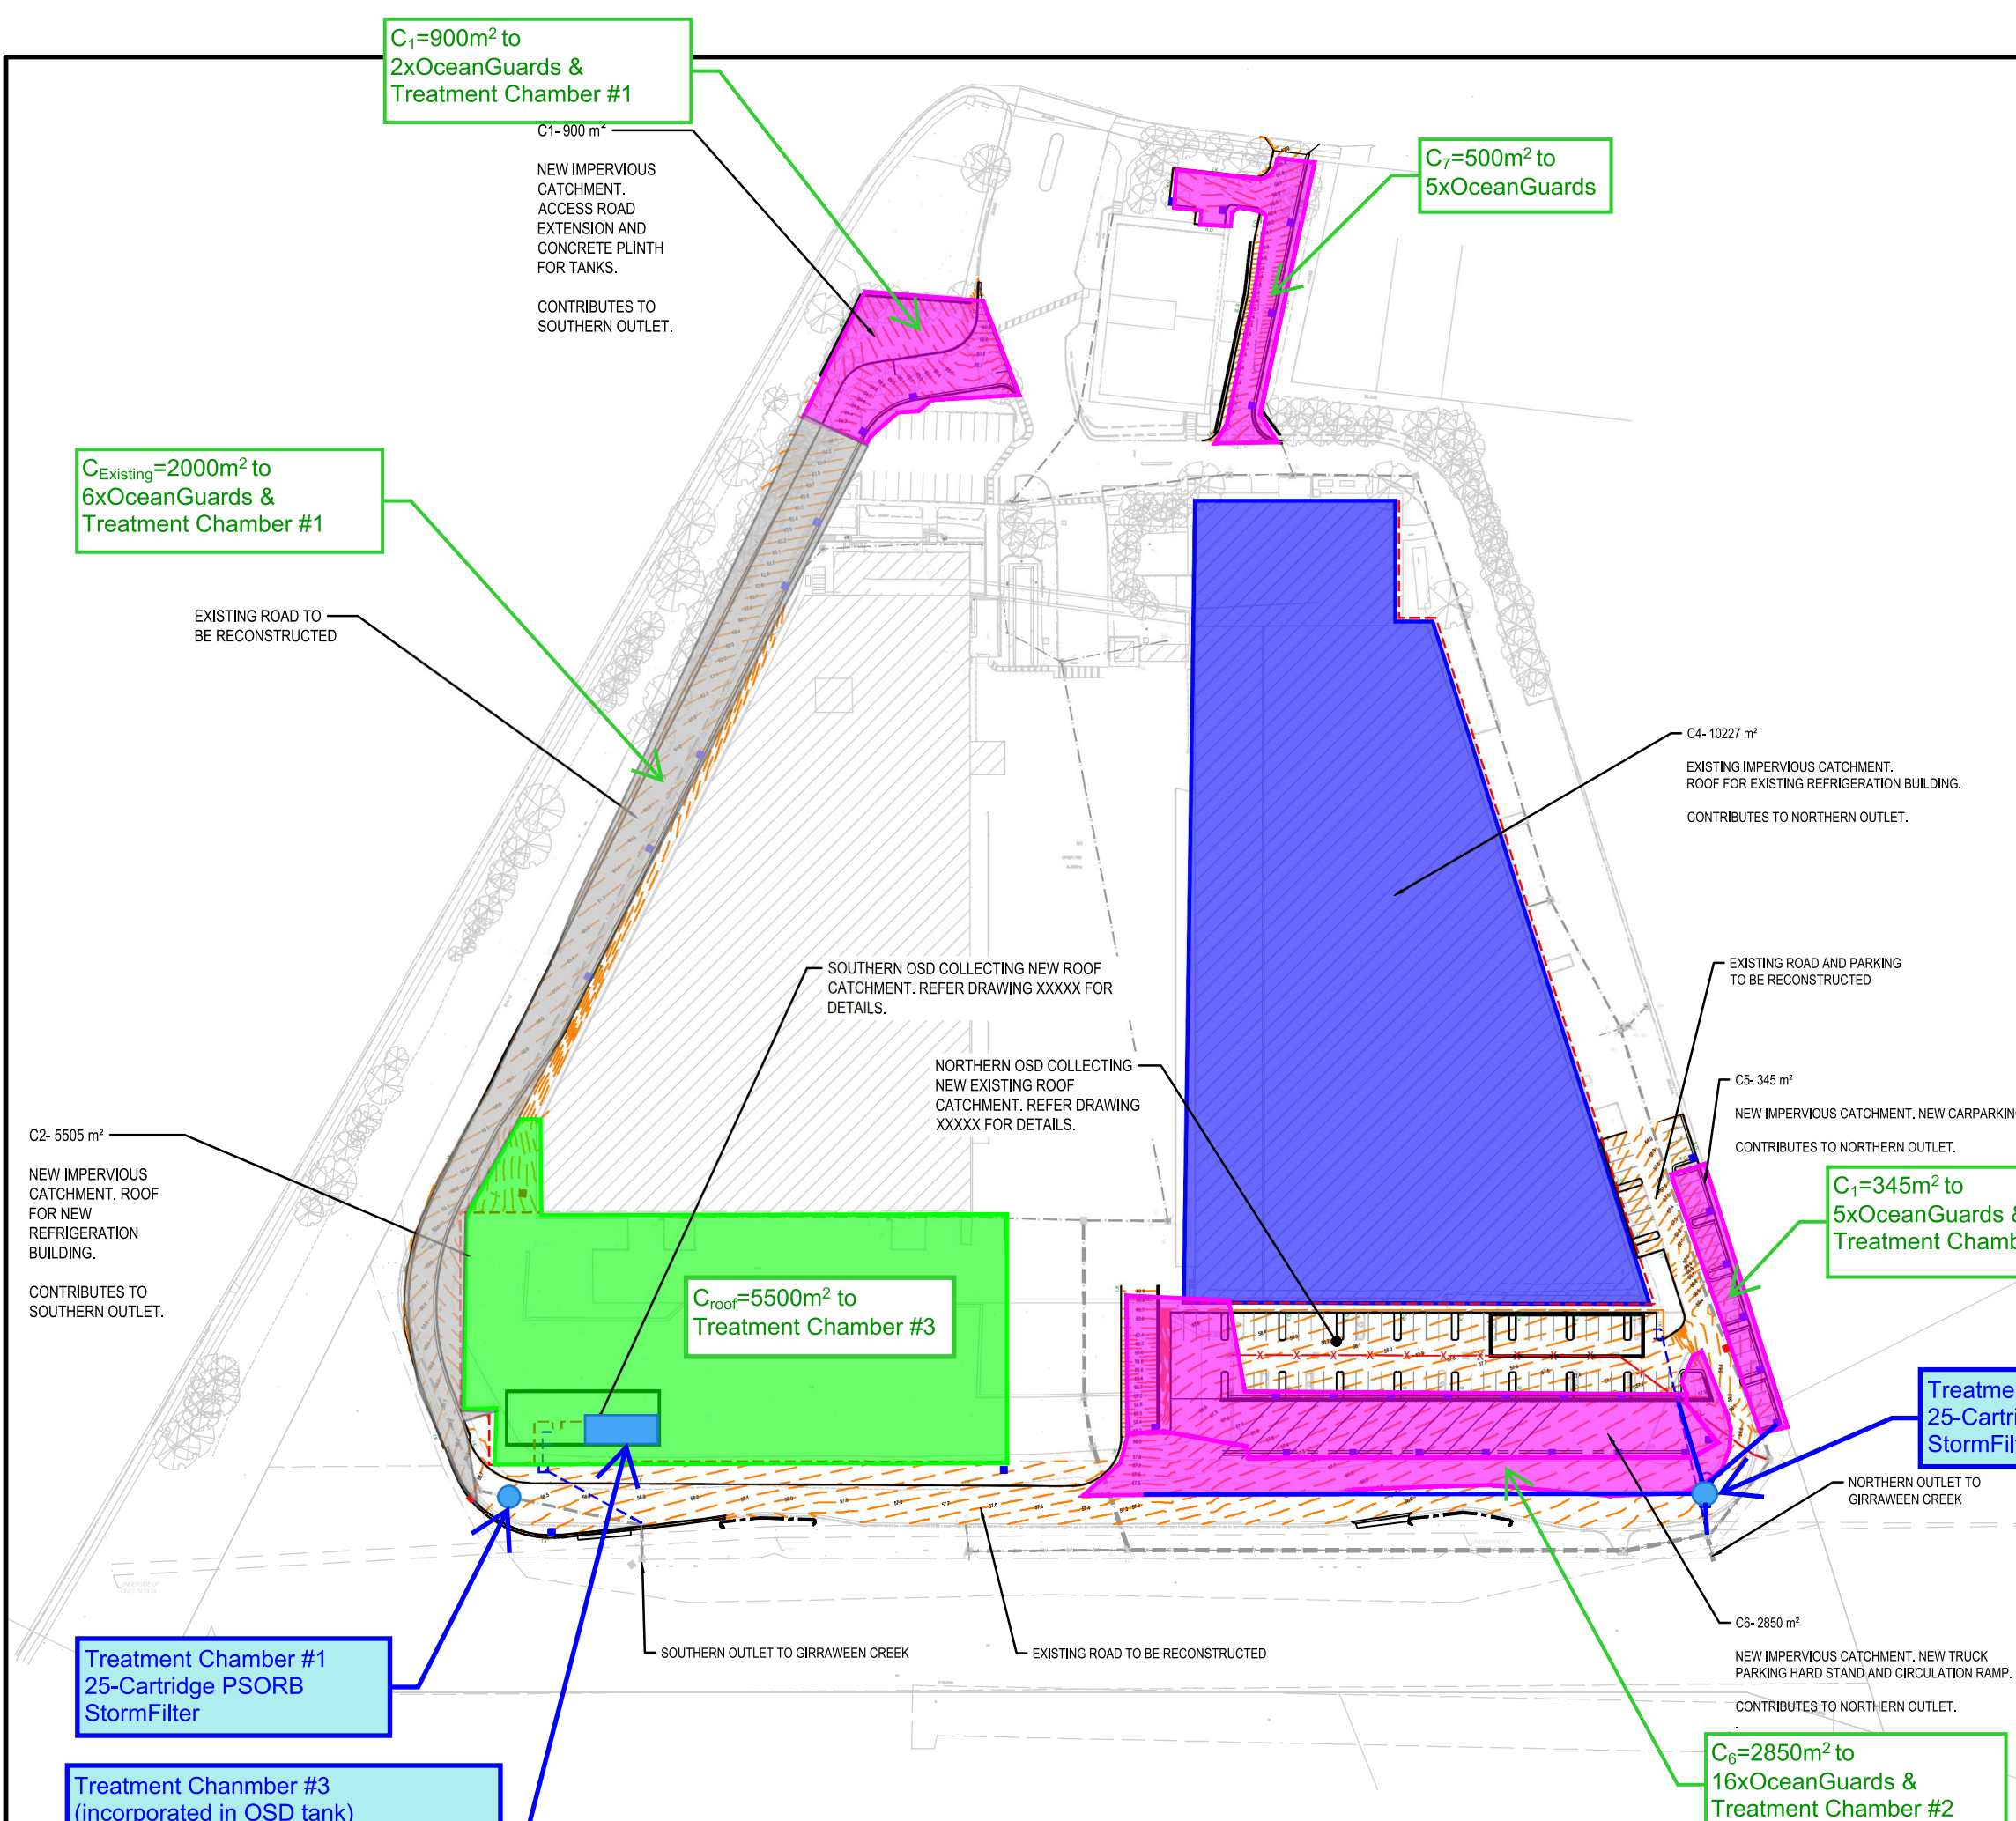 C₁=900m² to
2xOceanGuards &
Treatment Chamber #1
C1- 900 m²
NEW IMPERVIOUS
CATCHMENT.
ACCESS ROAD
EXTENSION AND
CONCRETE PLINTH
FOR TANKS.
CONTRIBUTES TO
SOUTHERN OUTLET.
C₇=500m² to
5xOceanGuards
C_Existing=2000m² to
6xOceanGuards &
Treatment Chamber #1
EXISTING ROAD TO
BE RECONSTRUCTED
C4- 10227 m²
EXISTING IMPERVIOUS CATCHMENT.
ROOF FOR EXISTING REFRIGERATION BUILDING.
CONTRIBUTES TO NORTHERN OUTLET.
SOUTHERN OSD COLLECTING NEW ROOF
CATCHMENT. REFER DRAWING XXXXX FOR
DETAILS.
EXISTING ROAD AND PARKING
TO BE RECONSTRUCTED
NORTHERN OSD COLLECTING
NEW EXISTING ROOF
CATCHMENT. REFER DRAWING
XXXXX FOR DETAILS.
C5- 345 m²
NEW IMPERVIOUS CATCHMENT. NEW CARPARKIN
CONTRIBUTES TO NORTHERN OUTLET.
C2- 5505 m²
NEW IMPERVIOUS
CATCHMENT. ROOF
FOR NEW
REFRIGERATION
BUILDING.
CONTRIBUTES TO
SOUTHERN OUTLET.
C₁=345m² to
5xOceanGuards &
Treatment Chamb
C_roof=5500m² to
Treatment Chamber #3
Treatme
25-Cartri
StormFil
NORTHERN OUTLET TO
GIRRAWEEN CREEK
C6- 2850 m²
NEW IMPERVIOUS CATCHMENT. NEW TRUCK
PARKING HARD STAND AND CIRCULATION RAMP.
CONTRIBUTES TO NORTHERN OUTLET.
.
SOUTHERN OUTLET TO GIRRAWEEN CREEK
EXISTING ROAD TO BE RECONSTRUCTED
Treatment Chamber #1
25-Cartridge PSORB
StormFilter
C₆=2850m² to
16xOceanGuards &
Treatment Chamber #2
Treatment Chanmber #3
(incorporated in OSD tank)